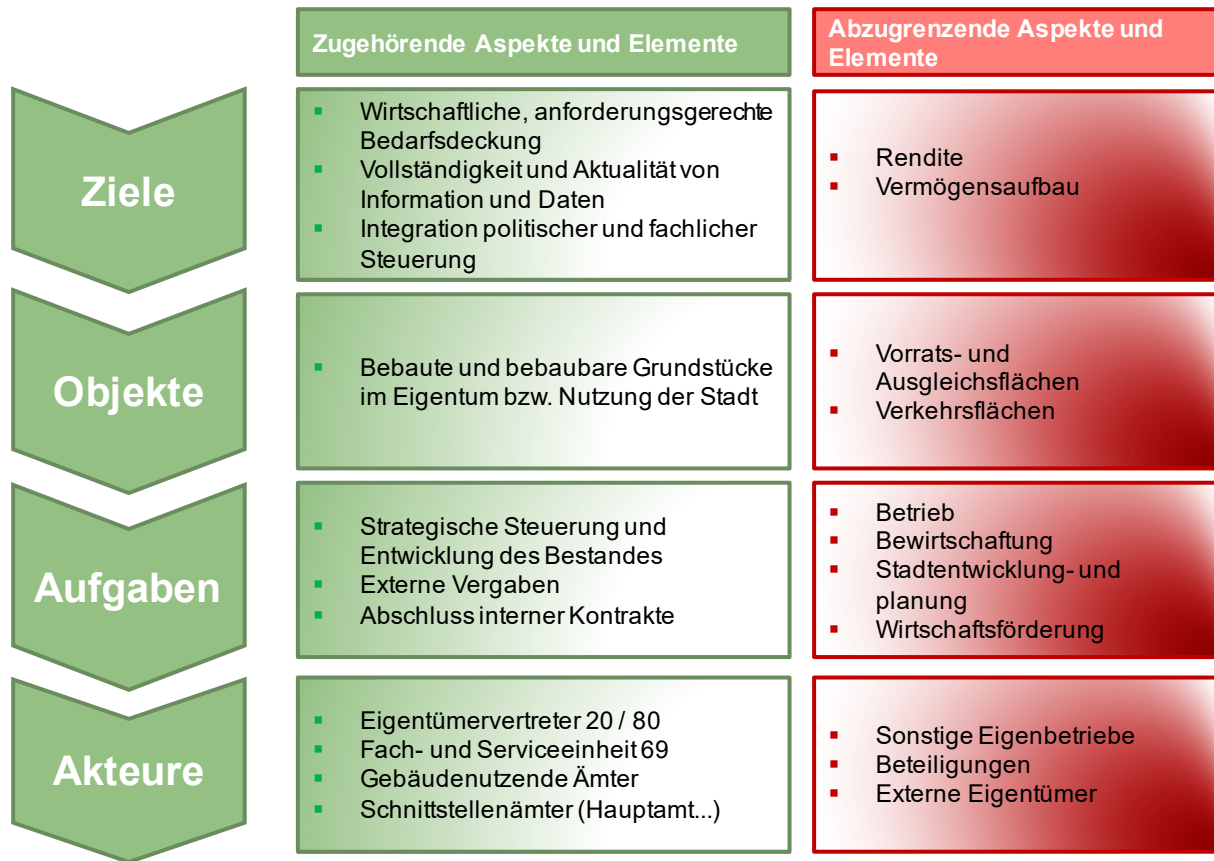 Zugehörende Aspekte und Elemente
Abzugrenzende Aspekte und
Elemente
Ziele
▪ Wirtschaftliche, anforderungsgerechte
Bedarfsdeckung
▪ Vollständigkeit und Aktualität von
Information und Daten
▪ Integration politischer und fachlicher
Steuerung
▪ Rendite
▪ Vermögensaufbau
Objekte
▪ Bebaute und bebaubare Grundstücke
im Eigentum bzw. Nutzung der Stadt
▪ Vorrats- und
Ausgleichsflächen
▪ Verkehrsflächen
Aufgaben
▪ Strategische Steuerung und
Entwicklung des Bestandes
▪ Externe Vergaben
▪ Abschluss interner Kontrakte
▪ Betrieb
▪ Bewirtschaftung
▪ Stadtentwicklung- und
planung
▪ Wirtschaftsförderung
Akteure
▪ Eigentümervertreter 20 / 80
▪ Fach- und Serviceeinheit 69
▪ Gebäudenutzende Ämter
▪ Schnittstellenämter (Hauptamt...)
▪ Sonstige Eigenbetriebe
▪ Beteiligungen
▪ Externe Eigentümer